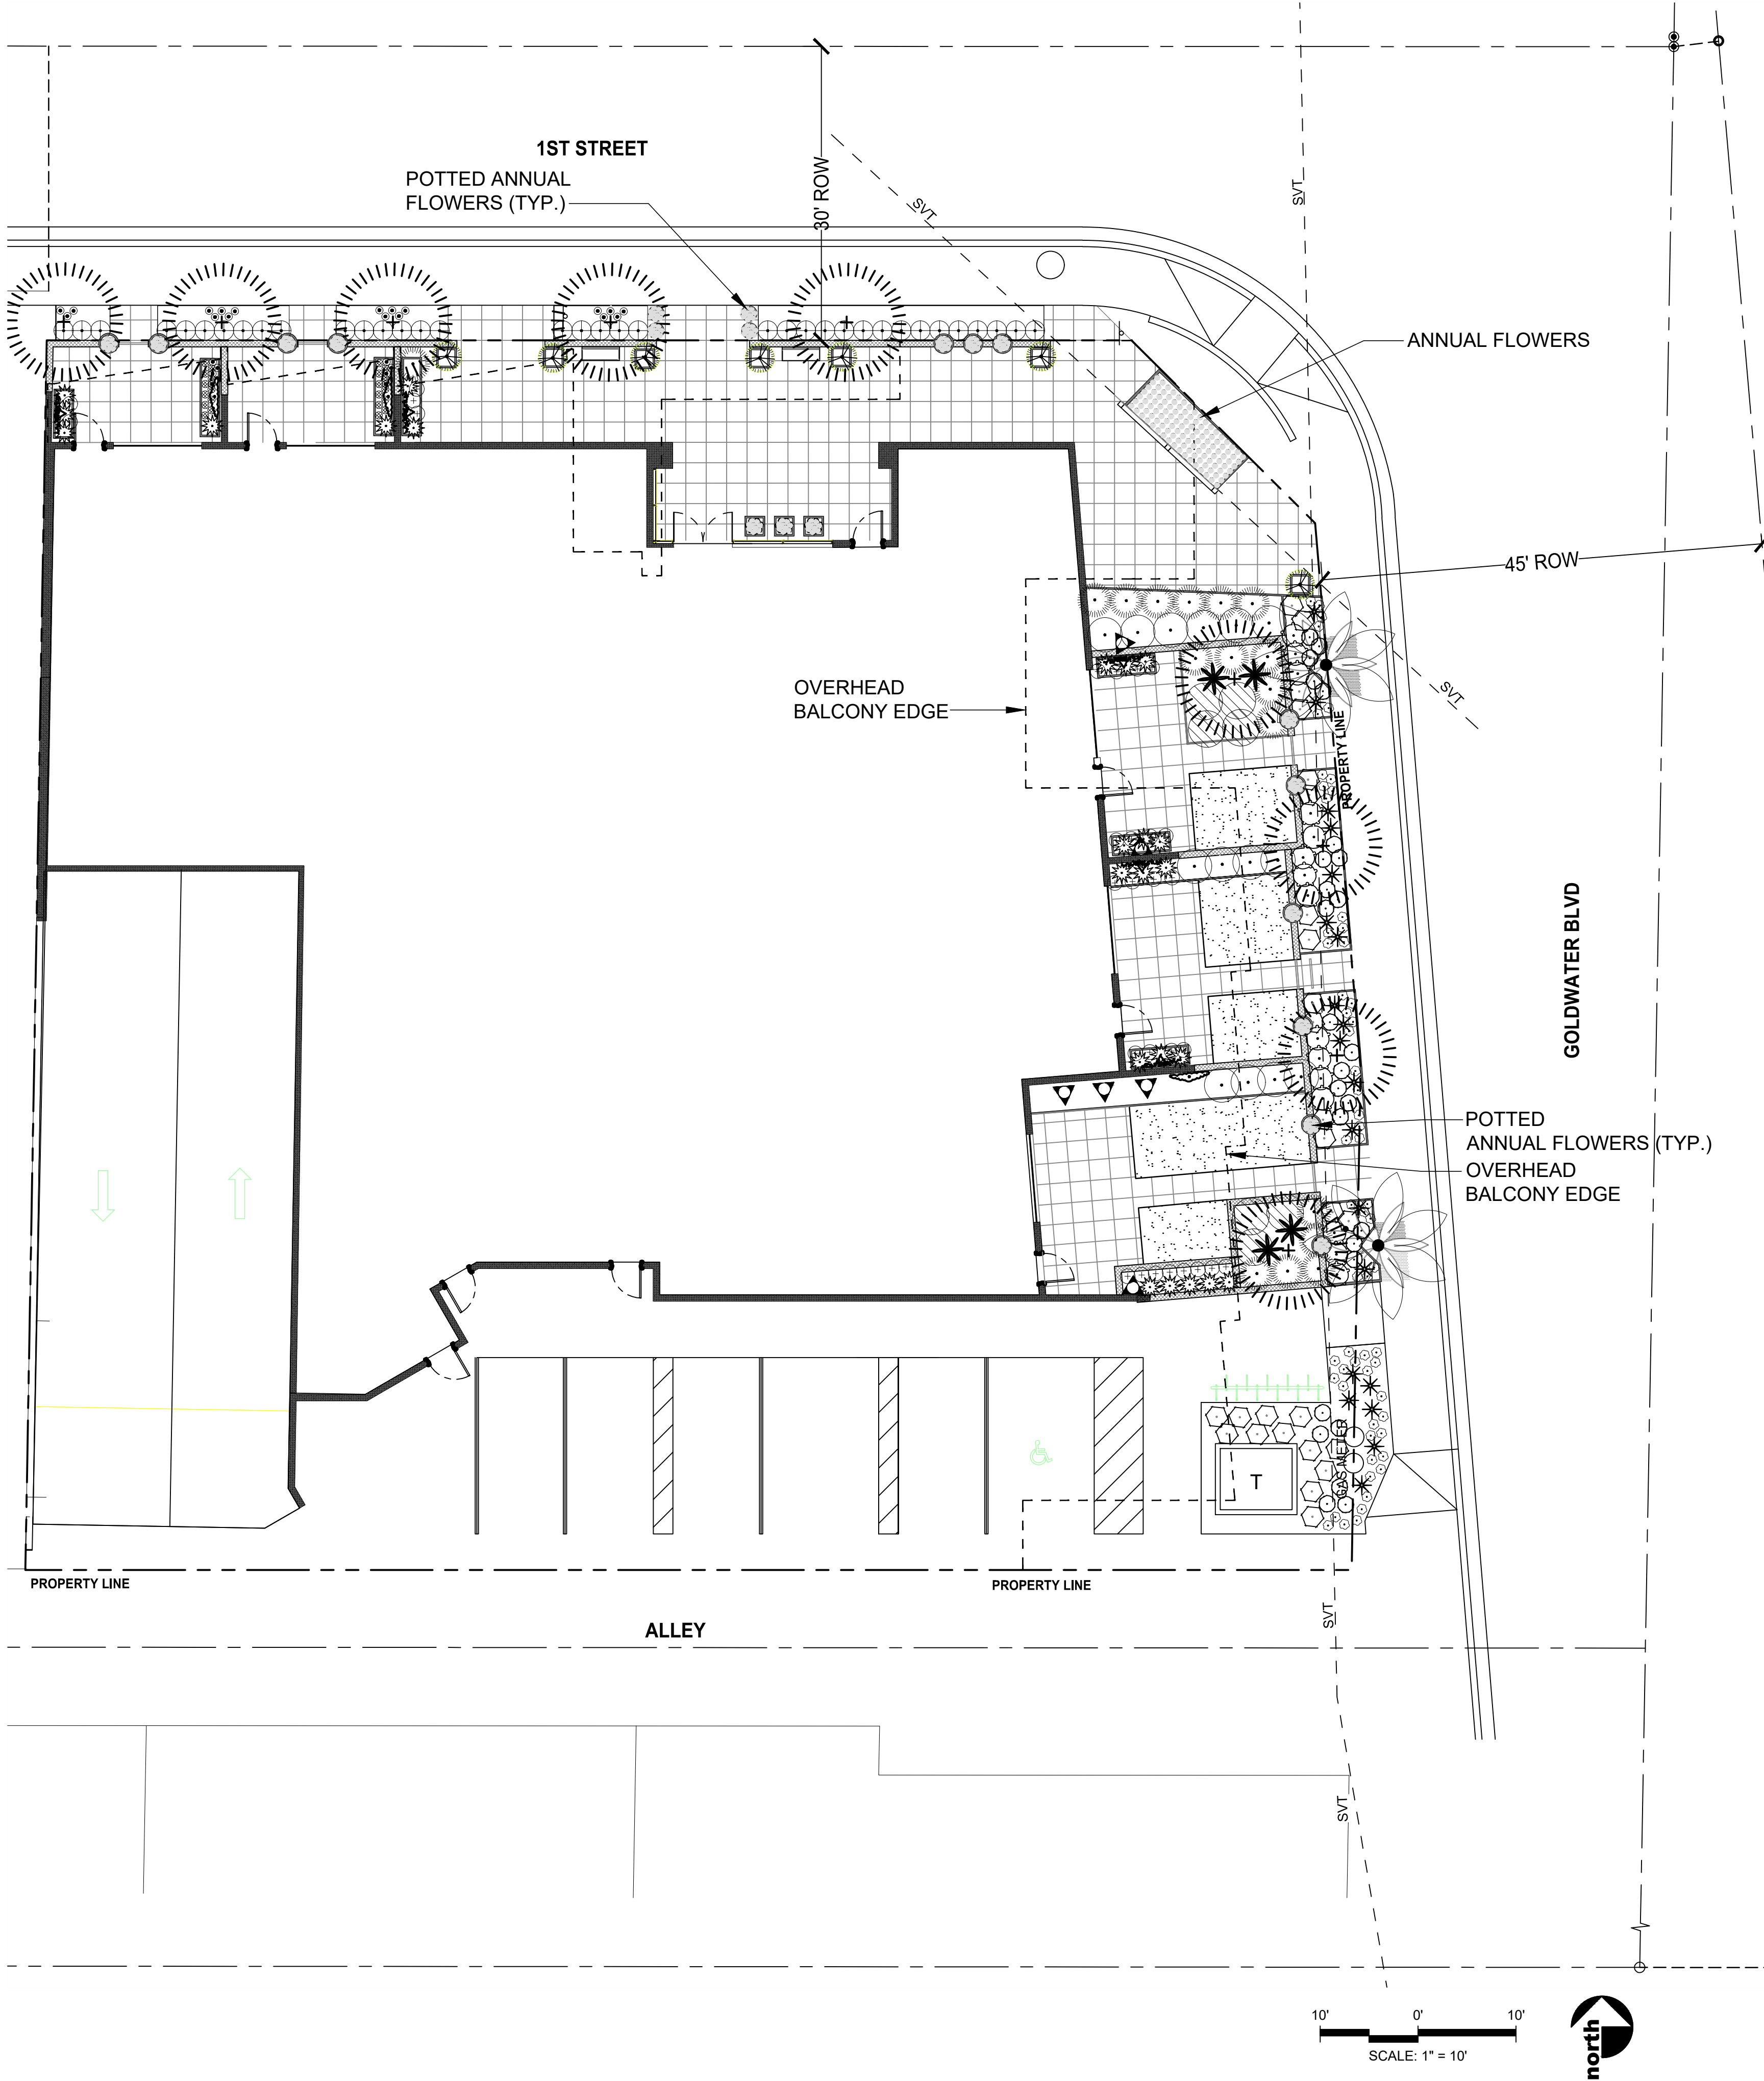 1ST STREET
POTTED ANNUAL
FLOWERS (TYP.)
30' ROW
SVT
SVT
ANNUAL FLOWERS
45' ROW
OVERHEAD
BALCONY EDGE
SVT
PROPERTY LINE
GOLDWATER BLVD
POTTED
ANNUAL FLOWERS (TYP.)
OVERHEAD
BALCONY EDGE
GAS METER
T
PROPERTY LINE
PROPERTY LINE
SVT
ALLEY
SVT
10' 0' 10'
SCALE: 1" = 10'
north